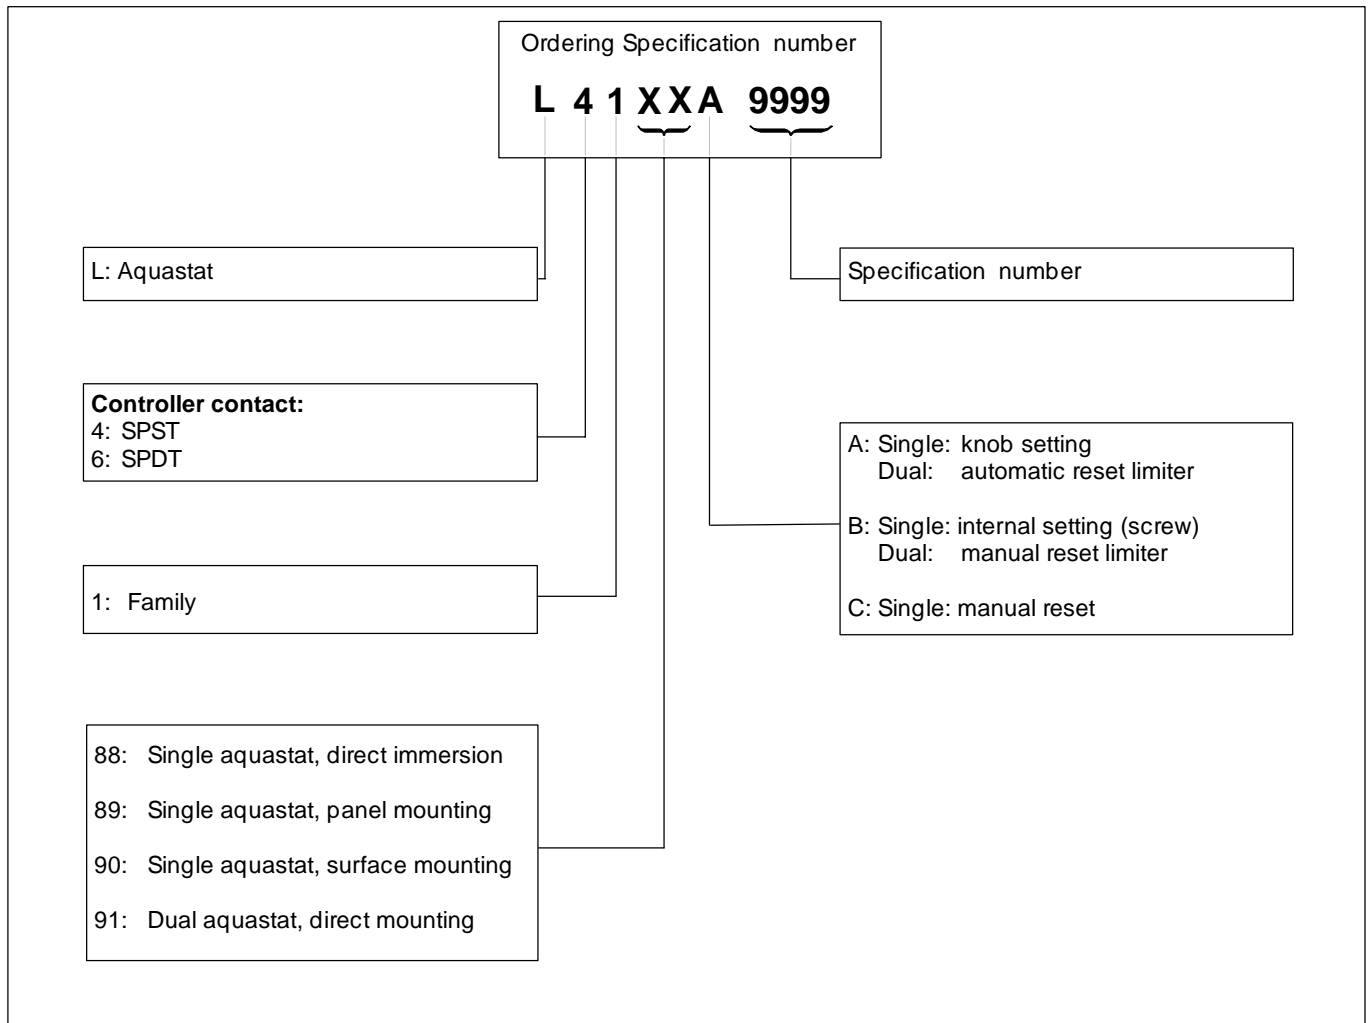 Ordering Specification number
L 4 1 X X A 9999
L: Aquastat
Specification number
Controller contact:
4: SPST
6: SPDT
A: Single: knob setting
Dual: automatic reset limiter
B: Single: internal setting (screw)
Dual: manual reset limiter
C: Single: manual reset
1: Family
88: Single aquastat, direct immersion
89: Single aquastat, panel mounting
90: Single aquastat, surface mounting
91: Dual aquastat, direct mounting